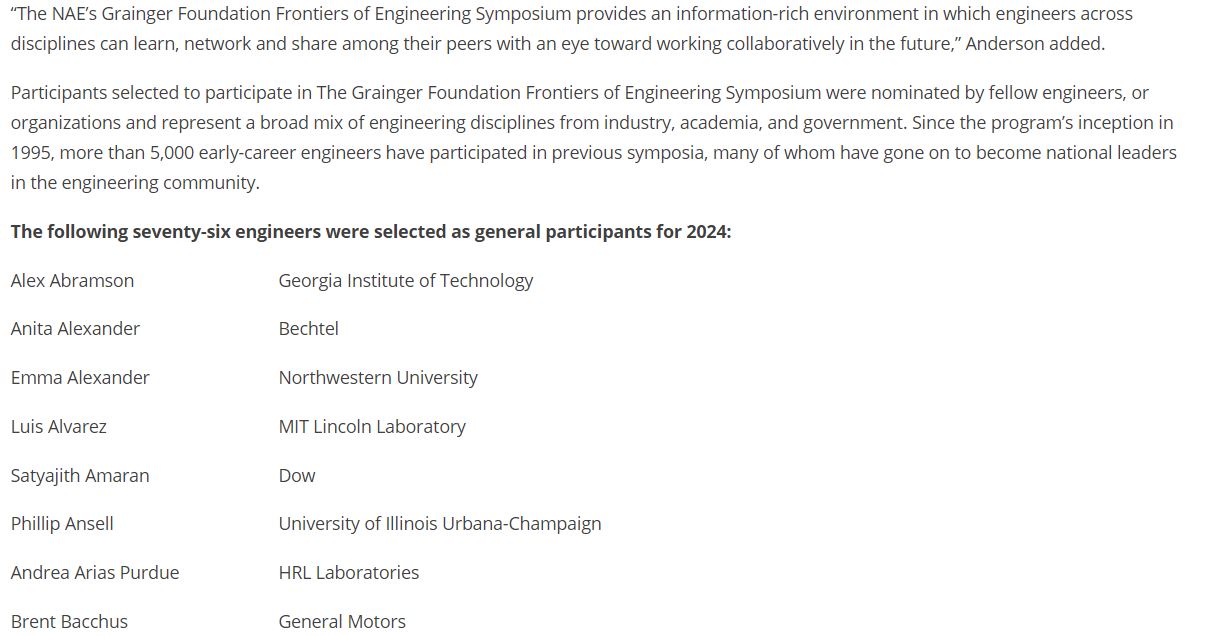 “The NAE’s Grainger Foundation Frontiers of Engineering Symposium provides an information-rich environment in which engineers across
disciplines can learn, network and share among their peers with an eye toward working collaboratively in the future,” Anderson added.
Participants selected to participate in The Grainger Foundation Frontiers of Engineering Symposium were nominated by fellow engineers, or
organizations and represent a broad mix of engineering disciplines from industry, academia, and government. Since the program’s inception in
1995, more than 5,000 early-career engineers have participated in previous symposia, many of whom have gone on to become national leaders
in the engineering community.
The following seventy-six engineers were selected as general participants for 2024:
Alex Abramson Georgia Institute of Technology
Anita Alexander Bechtel
Emma Alexander Northwestern University
Luis Alvarez MIT Lincoln Laboratory
Satyajith Amaran Dow
Phillip Ansell University of Illinois Urbana-Champaign
Andrea Arias Purdue HRL Laboratories
Brent Bacchus General Motors